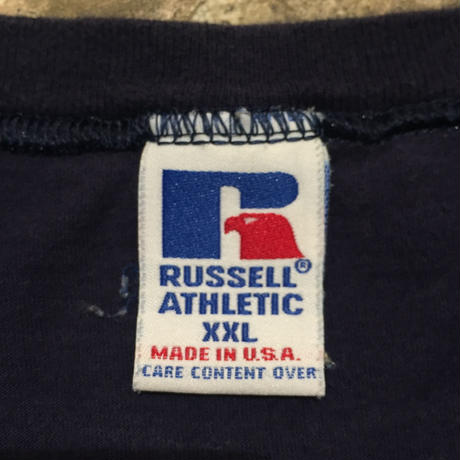 R
RUSSELL®
ATHLETIC
XXL
MADE IN U.S.A.
CARE CONTENT OVER